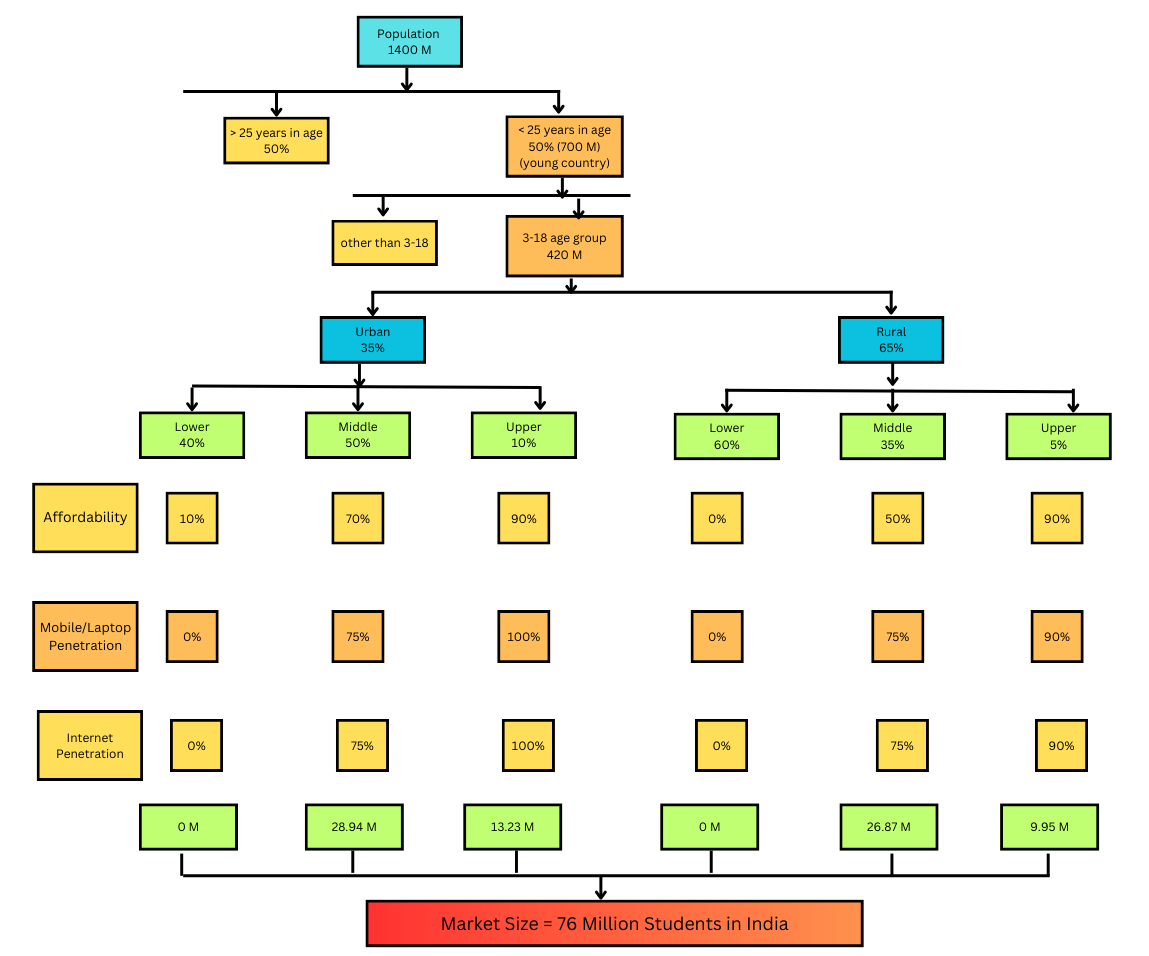 Population
1400 M
> 25 years in age
50%
< 25 years in age
50% (700 M)
(young country)
other than 3-18
3-18 age group
420 M
Urban
35%
Rural
65%
Lower
40%
Middle
50%
Upper
10%
Lower
60%
Middle
35%
Upper
5%
Affordability
10%
70%
90%
0%
50%
90%
Mobile/Laptop
Penetration
0%
75%
100%
0%
75%
90%
Internet
Penetration
0%
75%
100%
0%
75%
90%
0 M
28.94 M
13.23 M
0 M
26.87 M
9.95 M
Market Size = 76 Million Students in India